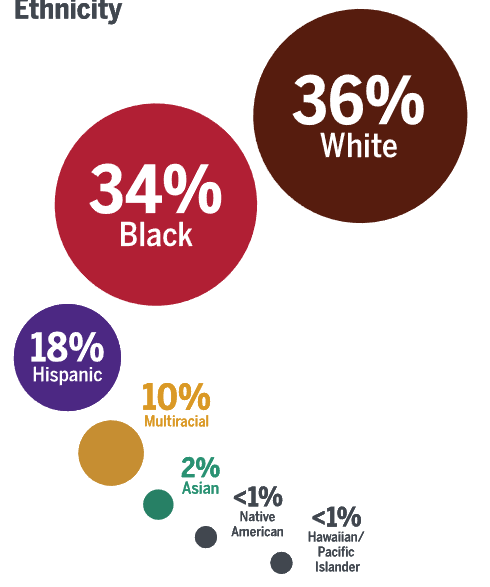 Ethnicity
36%
White
34%
Black
18%
Hispanic
10%
Multiracial
2%
Asian
<1%
Native
American
<1%
Hawaiian/
Pacific
Islander